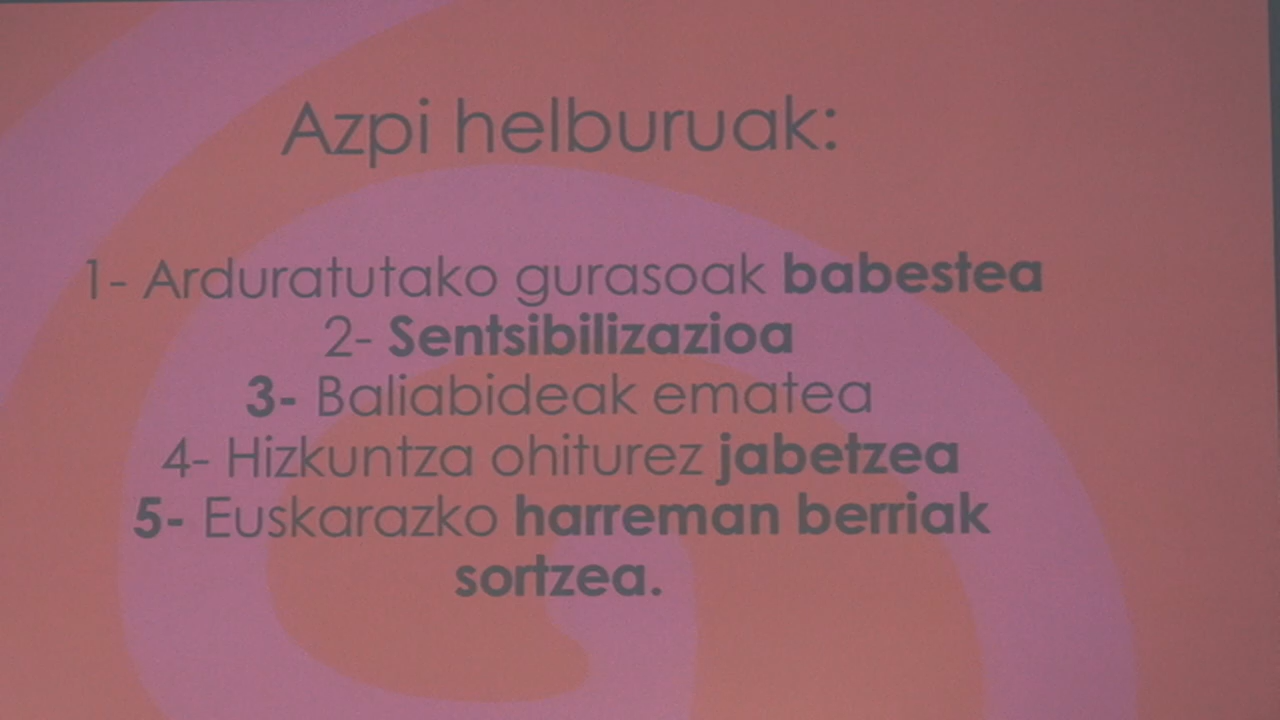 Azpi helburuak:
1- Arduratutako gurasoak babestea
2- Sentsibilizazioa
3- Baliabideak ematea
4- Hizkuntza ohiturez jabetzea
5- Euskarazko harreman berriak
sortzea.